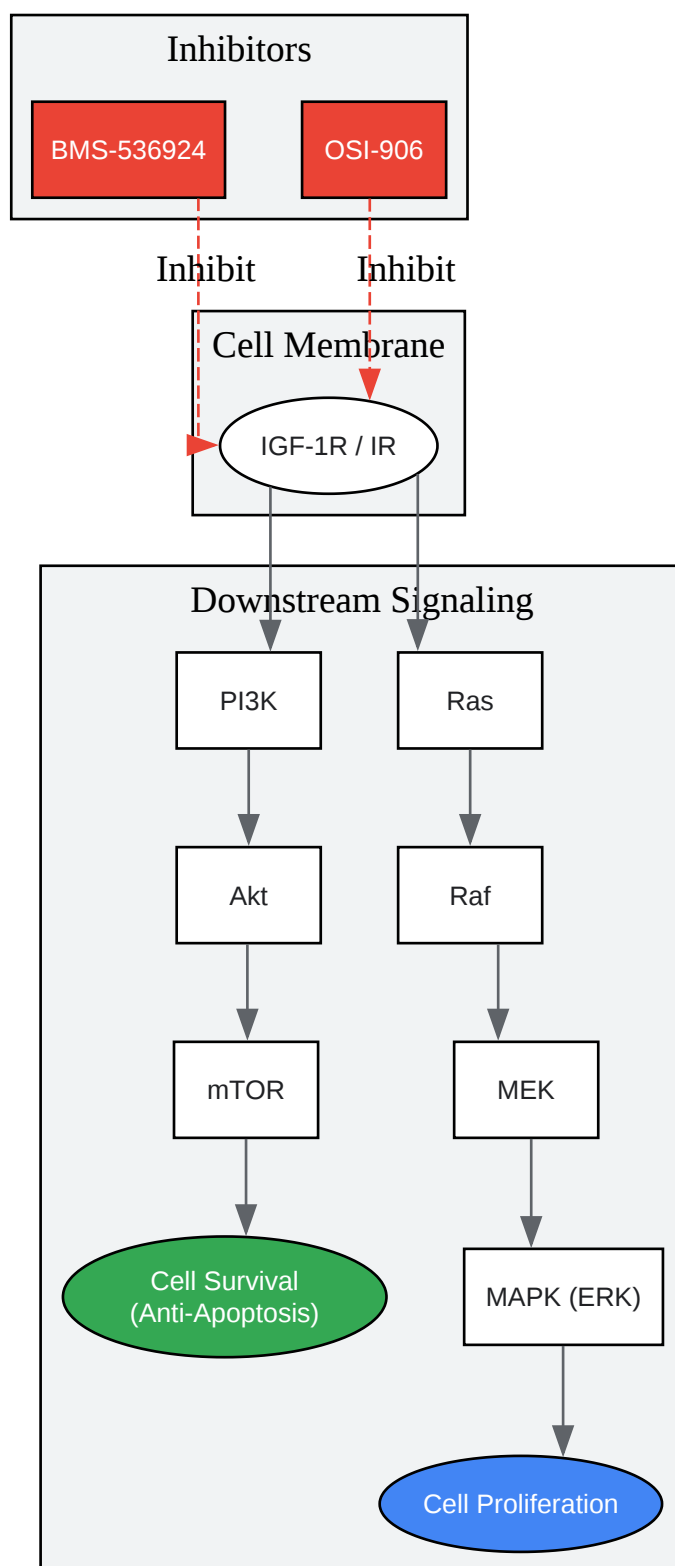 Inhibitors
BMS-536924
OSI-906
Inhibit
Inhibit
Cell Membrane
IGF-1R / IR
Downstream Signaling
PI3K
Ras
Akt
Raf
mTOR
MEK
Cell Survival
(Anti-Apoptosis)
MAPK (ERK)
Cell Proliferation